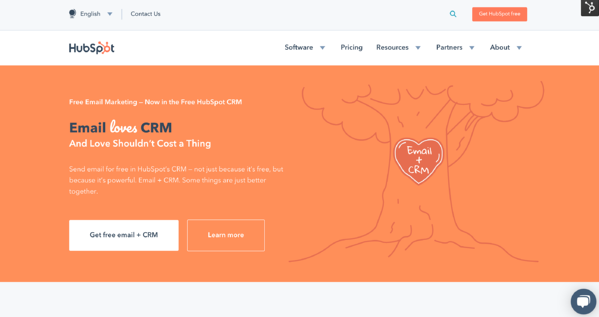 English
Contact Us
Get HubSpot free
HubSpot
Software
Pricing
Resources
Partners
About
Free Email Marketing — Now in the Free HubSpot CRM
Email loves CRM
And Love Shouldn't Cost a Thing
Send email for free in HubSpot's CRM — not just because it's free, but
because it's powerful. Email + CRM. Some things are just better
together.
Get free email + CRM
Learn more
Email
+
CRM